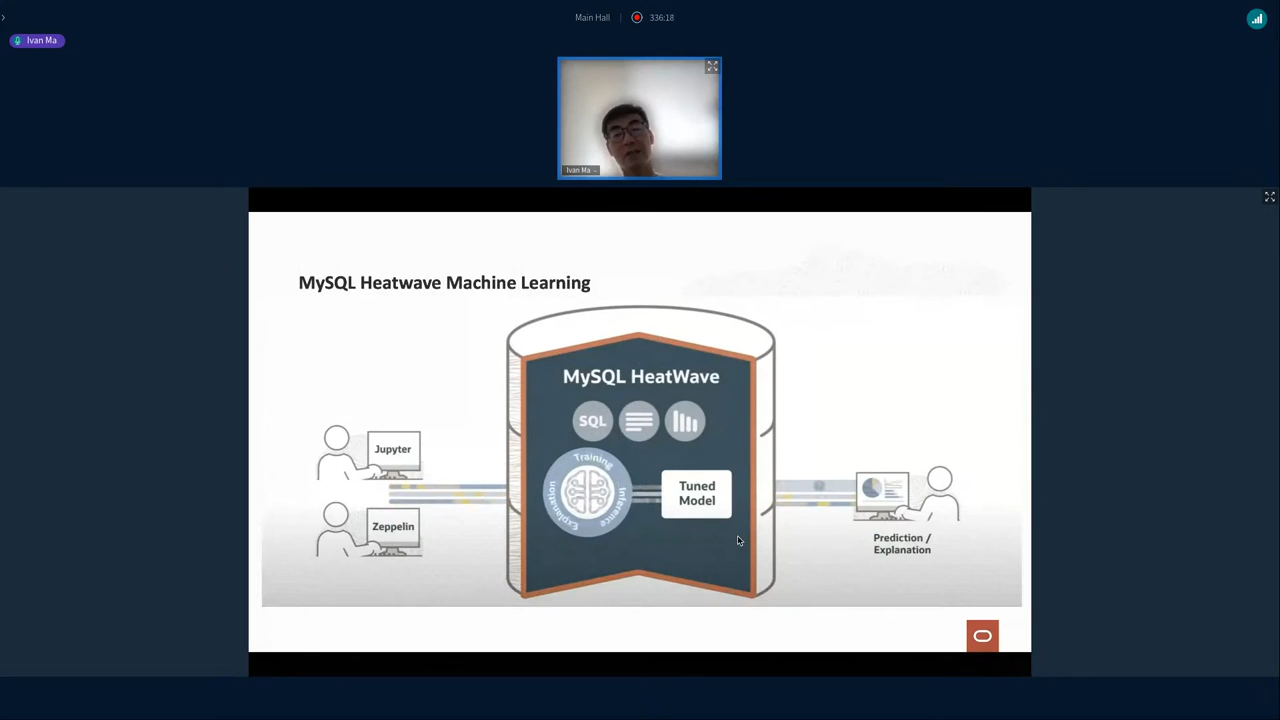 Main Hall
336:18
Ivan Ma
Ivan Ma
MySQL Heatwave Machine Learning
MySQL HeatWave
SQL
Jupyter
Training
Inference
Explanation
Tuned
Model
Zeppelin
Prediction /
Explanation